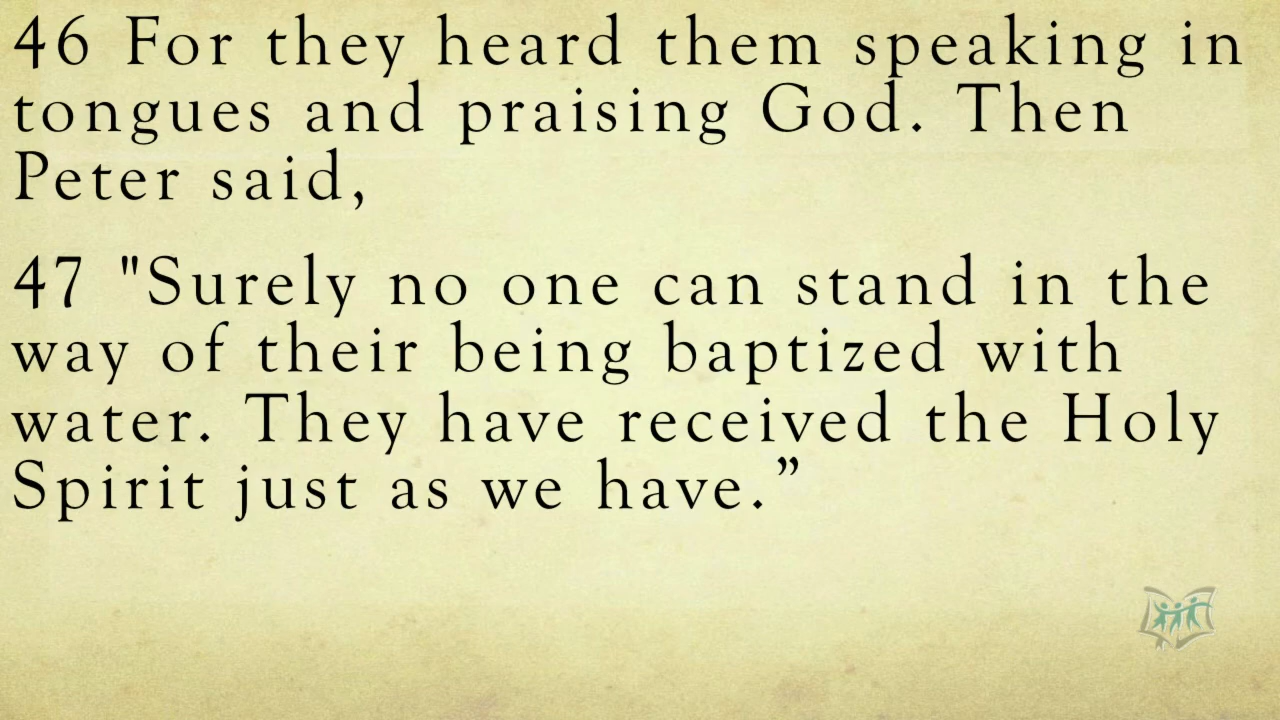 46 For they heard them speaking in
tongues and praising God. Then
Peter said,
47 "Surely no one can stand in the
way of their being baptized with
water. They have received the Holy
Spirit just as we have.”